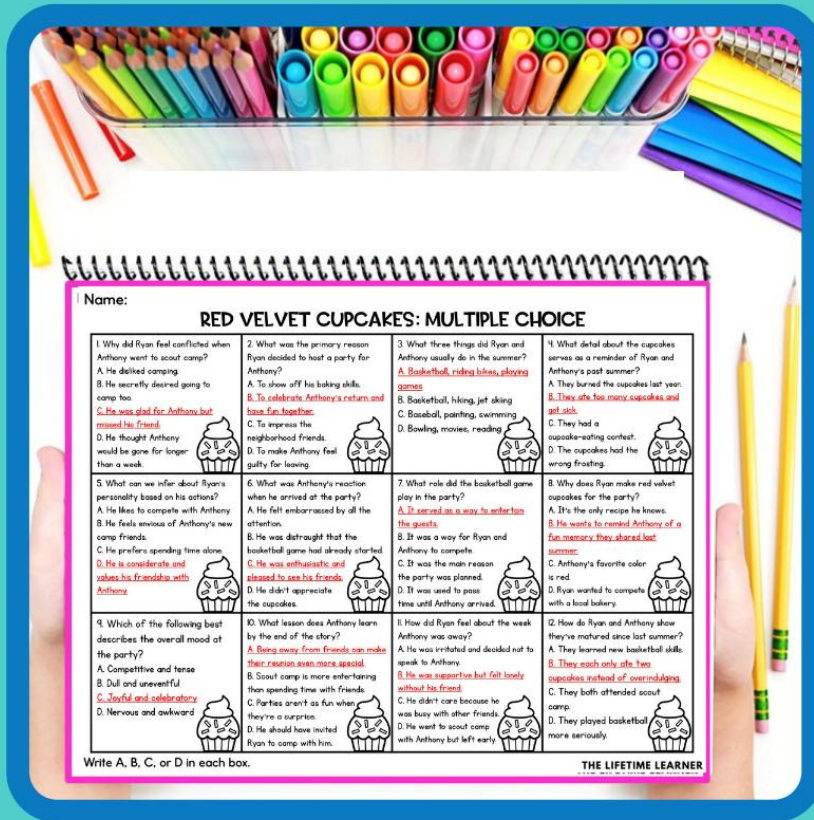 Name:
RED VELVET CUPCAKES: MULTIPLE CHOICE
1. Why did Ryan feel conflicted when
Anthony went to scout camp?
A. He disliked camping.
B. He secretly desired going to
camp too.
C. He was glad for Anthony but
missed his friend.
D. He thought Anthony
would be gone for longer
than a week.
2. What was the primary reason
Ryan decided to host a party for
Anthony?
A. To show off his baking skills.
B. To celebrate Anthony's return and
have fun together.
C. To impress the
neighborhood friends.
D. To make Anthony feel
guilty for leaving.
3. What three things did Ryan and
Anthony usually do in the summer?
A. Basketball, riding bikes, playing
games
B. Basketball, hiking, jet skiing
C. Baseball, painting, swimming
D. Bowling, movies, reading
4. What detail about the cupcakes
serves as a reminder of Ryan and
Anthony's past summer?
A. They burned the cupcakes last year.
B. They ate too many cupcakes and
got sick.
C. They had a
cupcake-eating contest.
D. The cupcakes had the
wrong frosting.
5. What can we infer about Ryan's
personality based on his actions?
A. He likes to compete with Anthony
B. He feels envious of Anthony's new
camp friends.
C. He prefers spending time alone.
D. He is considerate and
values his friendship with
Anthony
6. What was Anthony's reaction
when he arrived at the party?
A. He felt embarrassed by all the
attention.
B. He was distraught that the
basketball game had already started
C. He was enthusiastic and
pleased to see his friends.
D. He didn't appreciate
the cupcakes.
7. What role did the basketball game
play in the party?
A. It served as a way to entertain
the guests.
B. It was a way for Ryan and
Anthony to compete.
C. It was the main reason
the party was planned.
D. It was used to pass
time until Anthony arrived.
8. Why does Ryan make red velvet
cupcakes for the party?
A. It's the only recipe he knows.
B. He wants to remind Anthony of a
fun memory they shared last
summer.
C. Anthony's favorite color
is red.
D. Ryan wanted to compete
with a local bakery.
9. Which of the following best
describes the overall mood at
the party?
A. Competitive and tense
B. Dull and uneventful
C. Joyful and celebratory
D. Nervous and awkward
10. What lesson does Anthony learn
by the end of the story?
A. Being away from friends can make
their reunion even more special.
B. Scout camp is more entertaining
than spending time with friends.
C. Parties aren't as fun when
they're a surprise.
D. He should have invited
Ryan to camp with him.
11. How did Ryan feel about the week
Anthony was away?
A. He was irritated and decided not to
speak to Anthony.
B. He was supportive but felt lonely
without his friend.
C. He didn't care because he
was busy with other friends.
D. He went to scout camp
with Anthony but left early.
12. How do Ryan and Anthony show
they've matured since last summer?
A. They learned new basketball skills.
B. They each only ate two
cupcakes instead of overindulging.
C. They both attended scout
camp.
D. They played basketball
more seriously.
Write A, B, C, or D in each box.
THE LIFETIME LEARNER